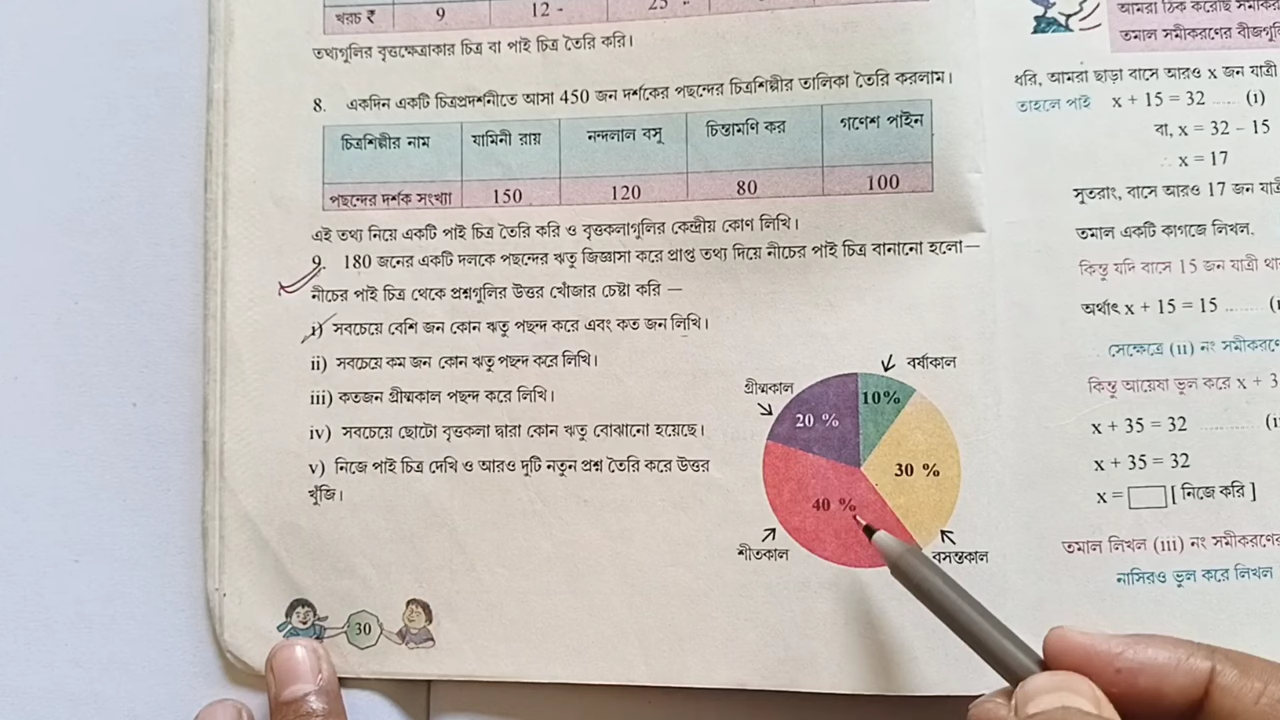 খরচ ₹ 9 12 25
তথ্যগুলির বৃত্তক্ষেত্রাকার চিত্র বা পাই চিত্র তৈরি করি।
8. একদিন একটি চিত্রপ্রদর্শনীতে আসা 450 জন দর্শকের পছন্দের চিত্রশিল্পীর তালিকা তৈরি করলাম।
চিত্রশিল্পীর নাম যামিনী রায় নন্দলাল বসু চিন্তামণি কর গণেশ পাইন
পছন্দের দর্শক সংখ্যা 150 120 80 100
এই তথ্য নিয়ে একটি পাই চিত্র তৈরি করি ও বৃত্তকলাগুলির কেন্দ্রীয় কোণ লিখি।
9. 180 জনের একটি দলকে পছন্দের ঋতু জিজ্ঞাসা করে প্রাপ্ত তথ্য দিয়ে নীচের পাই চিত্র বানানো হলো—
নীচের পাই চিত্র থেকে প্রশ্নগুলির উত্তর খোঁজার চেষ্টা করি —
i) সবচেয়ে বেশি জন কোন ঋতু পছন্দ করে এবং কত জন লিখি।
ii) সবচেয়ে কম জন কোন ঋতু পছন্দ করে লিখি।
iii) কতজন গ্রীষ্মকাল পছন্দ করে লিখি।
iv) সবচেয়ে ছোটো বৃত্তকলা দ্বারা কোন ঋতু বোঝানো হয়েছে।
v) নিজে পাই চিত্র দেখি ও আরও দুটি নতুন প্রশ্ন তৈরি করে উত্তর
খুঁজি।
বর্ষাকাল
গ্রীষ্মকাল
10%
20 %
30 %
40 %
শীতকাল
বসন্তকাল
30
আমরা ঠিক করেছি
তমাল সমীকরণের
ধরি, আমরা ছাড়া বাসে আরও x জন যাত্রী
তাহলে পাই x + 15 = 32 ..... (i)
বা, x = 32 – 15
∴ x = 17
সুতরাং, বাসে আরও 17 জন
তমাল একটি কাগজে লিখল,
কিন্তু যদি বাসে 15 জন যাত্রী
অর্থাৎ x + 15 = 15 ........
সেক্ষেত্রে (ii) নং
কিন্তু আয়েষা ভুল করে x + 3
x + 35 = 32 ............
x + 35 = 32
x = [ নিজে করি ]
তমাল লিখল (iii) নং সমীকরণের
নাসিরও ভুল করে লিখল